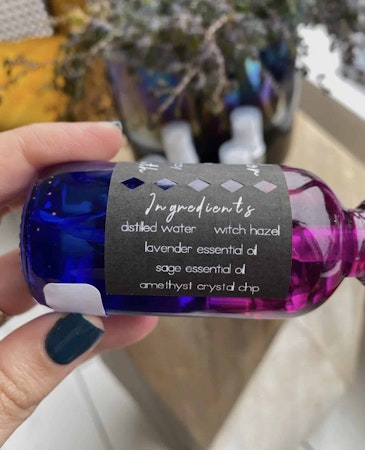 Ingredients
distilled water witch hazel
lavender essential oil
sage essential oil
amethyst crystal chip